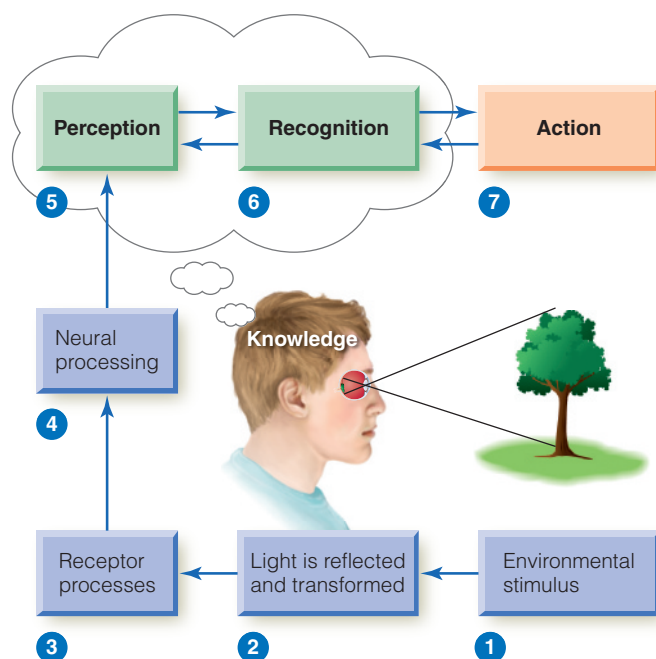 Perception
Recognition
Action
5
6
7
Neural
processing
Knowledge
4
Receptor
processes
Light is reflected
and transformed
Environmental
stimulus
3
2
1